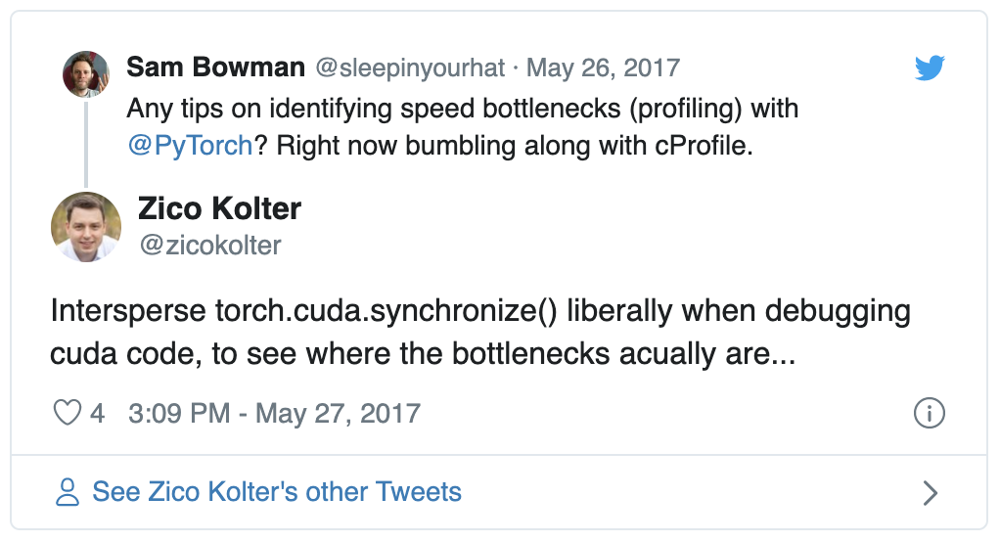 Sam Bowman @sleepinyourhat · May 26, 2017
Any tips on identifying speed bottlenecks (profiling) with
@PyTorch? Right now bumbling along with cProfile.
Zico Kolter
@zicokolter
Intersperse torch.cuda.synchronize() liberally when debugging
cuda code, to see where the bottlenecks acually are...
4 3:09 PM - May 27, 2017
See Zico Kolter's other Tweets